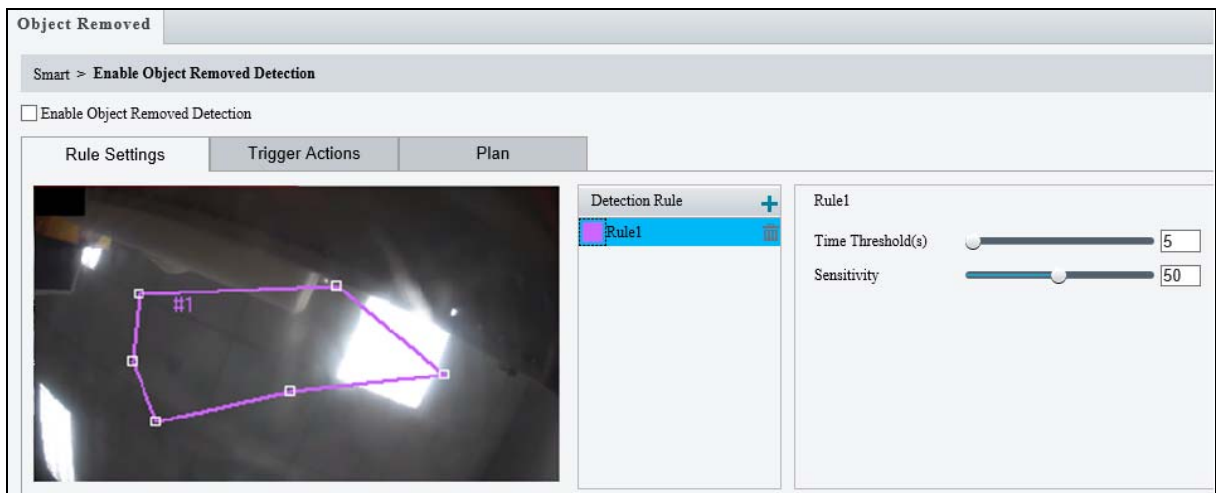 Object Removed
Smart > Enable Object Removed Detection
Enable Object Removed Detection
Rule Settings
Trigger Actions
Plan
#1
Detection Rule
Rule1
Rule1
Time Threshold(s)
5
Sensitivity
50